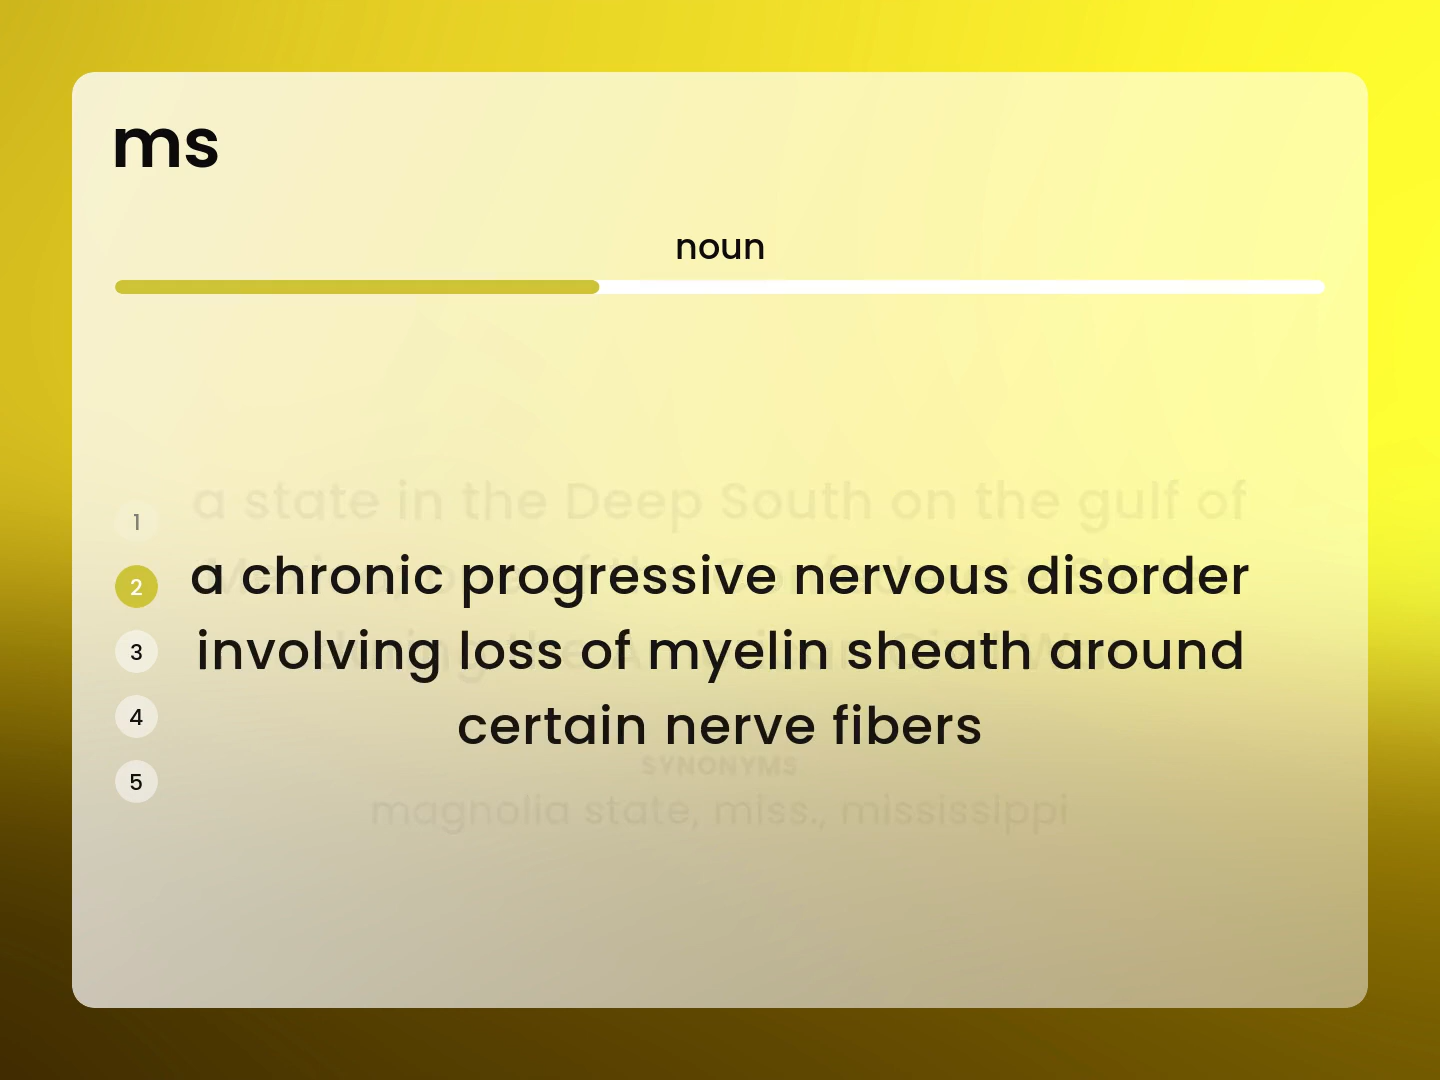 ms
noun
a state in the Deep South on the gulf of
1
2
3
4
5
a chronic progressive nervous disorder
involving loss of myelin sheath around
certain nerve fibers
SYNONYMS
magnolia state, miss., mississippi